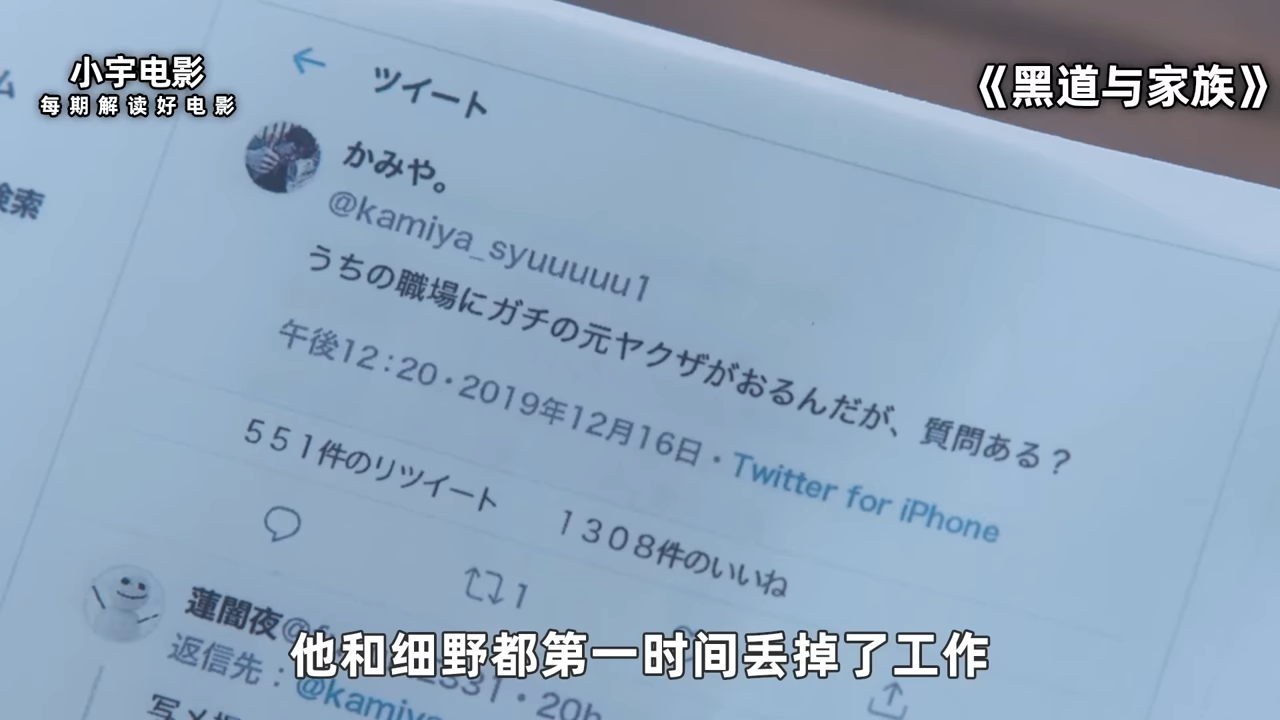 小宇电影
每期解读好电影
《黑道与家族》
ム
検索
ツイート
かみや。
@kamiya_syuuuuu1
うちの職場にガチの元ヤクザがおるんだが、質問ある？
午後12:20・2019年12月16日・Twitter for iPhone
551件のリツイート 1308件のいいね
1
蓮闇夜
返信先：@kamiy
他和细野都第一时间丢掉了工作